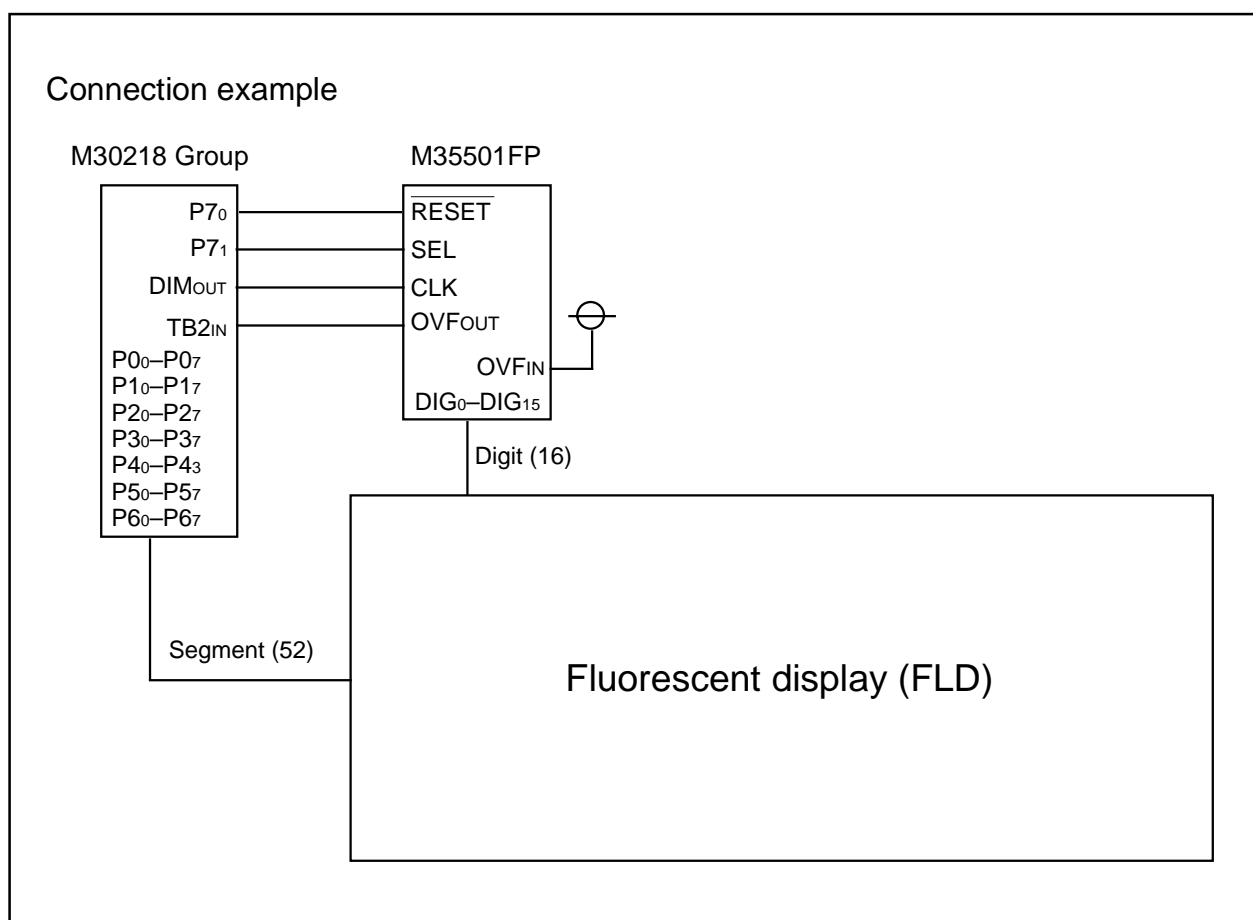 Connection example
M30218 Group
M35501FP
P70
P71
DIMOUT
TB2IN
P00–P07
P10–P17
P20–P27
P30–P37
P40–P43
P50–P57
P60–P67
RESET
SEL
CLK
OVFOUT
OVFIN
DIG0–DIG15
Digit (16)
Segment (52)
Fluorescent display (FLD)